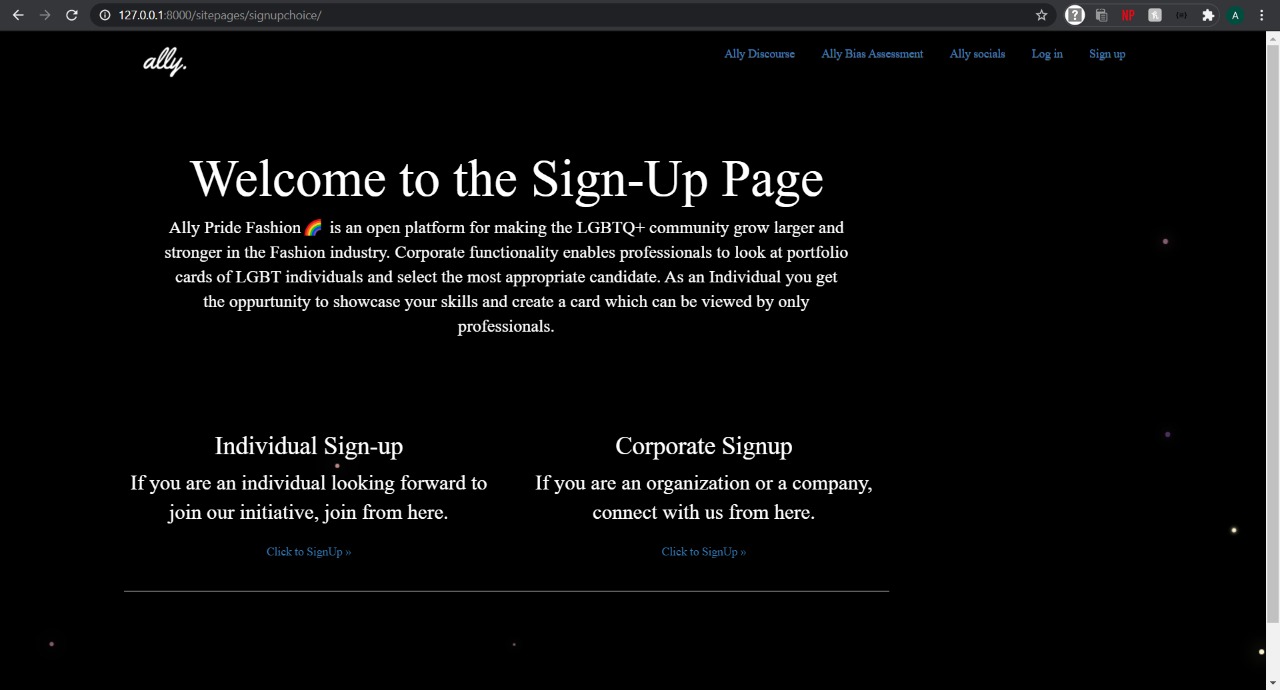 127.0.0.1:8000/sitepages/signupchoice/
NP
A
ally.
Ally Discourse Ally Bias Assessment Ally socials Log in Sign up
Welcome to the Sign-Up Page
Ally Pride Fashion🌈 is an open platform for making the LGBTQ+ community grow larger and
stronger in the Fashion industry. Corporate functionality enables professionals to look at portfolio
cards of LGBT individuals and select the most appropriate candidate. As an Individual you get
the oppurtunity to showcase your skills and create a card which can be viewed by only
professionals.
Individual Sign-up
If you are an individual looking forward to
join our initiative, join from here.
Click to SignUp »
Corporate Signup
If you are an organization or a company,
connect with us from here.
Click to SignUp »